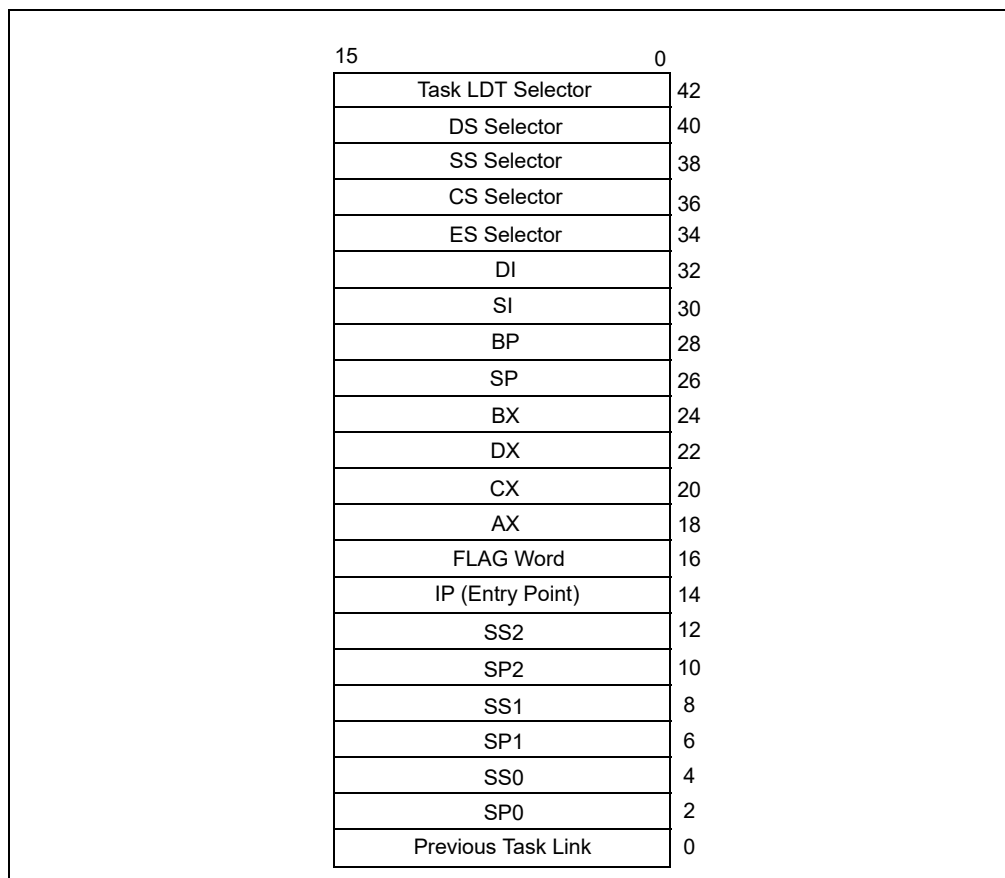 15 0
Task LDT Selector 42
DS Selector 40
SS Selector 38
CS Selector 36
ES Selector 34
DI 32
SI 30
BP 28
SP 26
BX 24
DX 22
CX 20
AX 18
FLAG Word 16
IP (Entry Point) 14
SS2 12
SP2 10
SS1 8
SP1 6
SS0 4
SP0 2
Previous Task Link 0